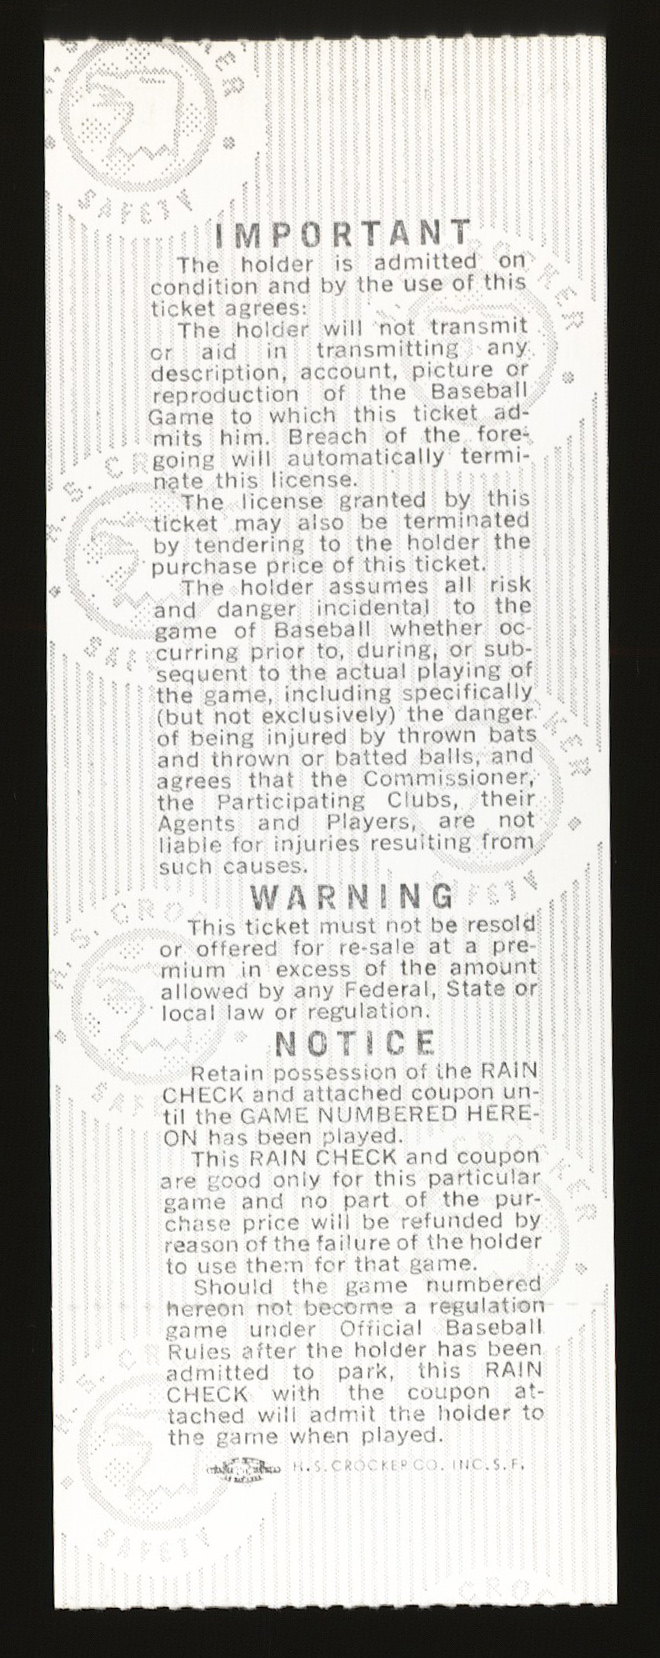 IMPORTANT
The holder is admitted on
condition and by the use of this
ticket agrees:
The holder will not transmit
or aid in transmitting any
description, account, picture or
reproduction of the Baseball
Game to which this ticket ad-
mits him. Breach of the fore-
going will automatically termi-
nate this license.
The license granted by this
ticket may also be terminated
by tendering to the holder the
purchase price of this ticket.
The holder assumes all risk
and danger incidental to the
game of Baseball whether oc-
curring prior to, during, or sub-
sequent to the actual playing of
the game, including specifically
(but not exclusively) the danger
of being injured by thrown bats
and thrown or batted balls, and
agrees that the Commissioner,
the Participating Clubs, their
Agents and Players, are not
liable for injuries resulting from
such causes.
WARNING
This ticket must not be resold
or offered for re-sale at a pre-
mium in excess of the amount
allowed by any Federal, State or
local law or regulation.
NOTICE
Retain possession of the RAIN
CHECK and attached coupon un-
til the GAME NUMBERED HERE-
ON has been played.
This RAIN CHECK and coupon
are good only for this particular
game and no part of the pur-
chase price will be refunded by
reason of the failure of the holder
to use them for that game.
Should the game numbered
hereon not become a regulation
game under Official Baseball
Rules after the holder has been
admitted to park, this RAIN
CHECK with the coupon at-
tached will admit the holder to
the game when played.
H.S. CROCKER CO. INC. S.F.
H.S. CROCKER
SAFETY